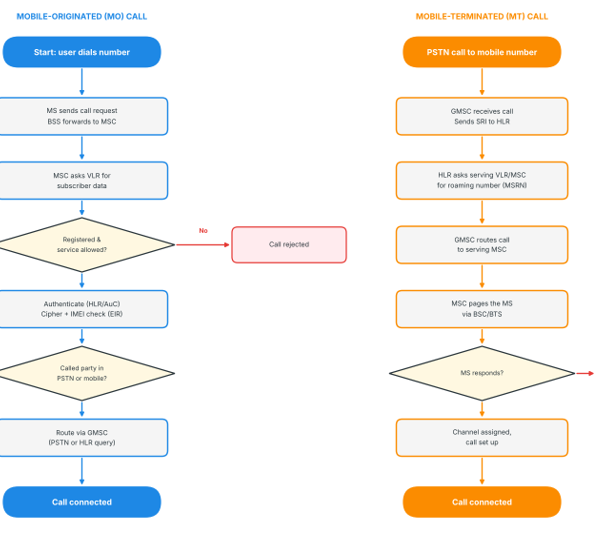 MOBILE-ORIGINATED (MO) CALL
Start: user dials number
MS sends call request
BSS forwards to MSC
MSC asks VLR for
subscriber data
Registered &
service allowed?
No
Call rejected
Authenticate (HLR/AuC)
Cipher + IMEI check (EIR)
Called party in
PSTN or mobile?
Route via GMSC
(PSTN or HLR query)
Call connected
MOBILE-TERMINATED (MT) CALL
PSTN call to mobile number
GMSC receives call
Sends SRI to HLR
HLR asks serving VLR/MSC
for roaming number (MSRN)
GMSC routes call
to serving MSC
MSC pages the MS
via BSC/BTS
MS responds?
Channel assigned,
call set up
Call connected